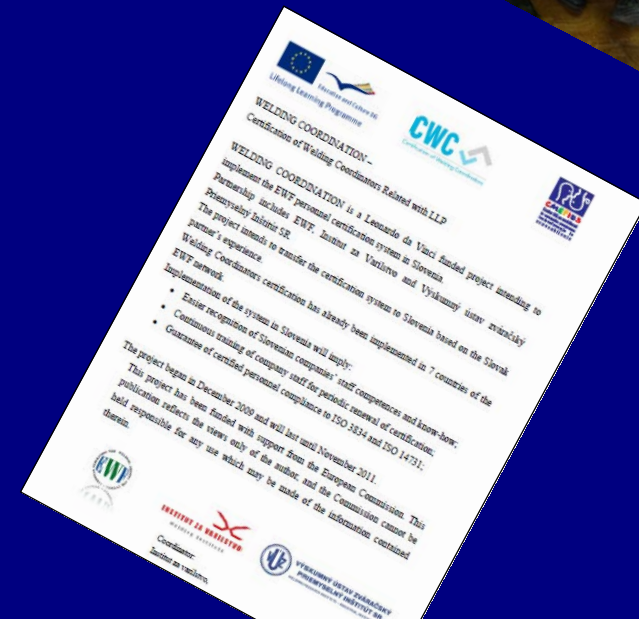 Education and Culture DG
Lifelong Learning Programme
CWC
Certification of Welding Coordinators
CMEPIUS
WELDING COORDINATION –
Certification of Welding Coordinators Related with LLP
WELDING COORDINATION is a Leonardo da Vinci funded project intending to
implement the EWF personnel certification system in Slovenia.
Partnership includes EWF, Institut za Varilstvo and Výskumný ústav zváračský
Priemyselný Inštitút SR.
The project intends to transfer the certification system to Slovenia based on the Slovak
partner's experience.
Welding Coordinators certification has already been implemented in 7 countries of the
EWF network.
Implementation of the system in Slovenia will imply:
• Easier recognition of Slovenian companies' staff competences and know-how;
• Continuous training of company staff for periodic renewal of certification;
• Guarantee of certified personnel compliance to ISO 3834 and ISO 14731;
The project began in December 2009 and will last until November 2011.
This project has been funded with support from the European Commission. This
publication reflects the views only of the author, and the Commission cannot be
held responsible for any use which may be made of the information contained
therein.
EWF
INSTITUT ZA VARILSTVO
Welding Institute
Coordinator:
Institut za varilstvo,
VÚZ
VÝSKUMNÝ ÚSTAV ZVÁRAČSKÝ
PRIEMYSELNÝ INŠTITÚT SR